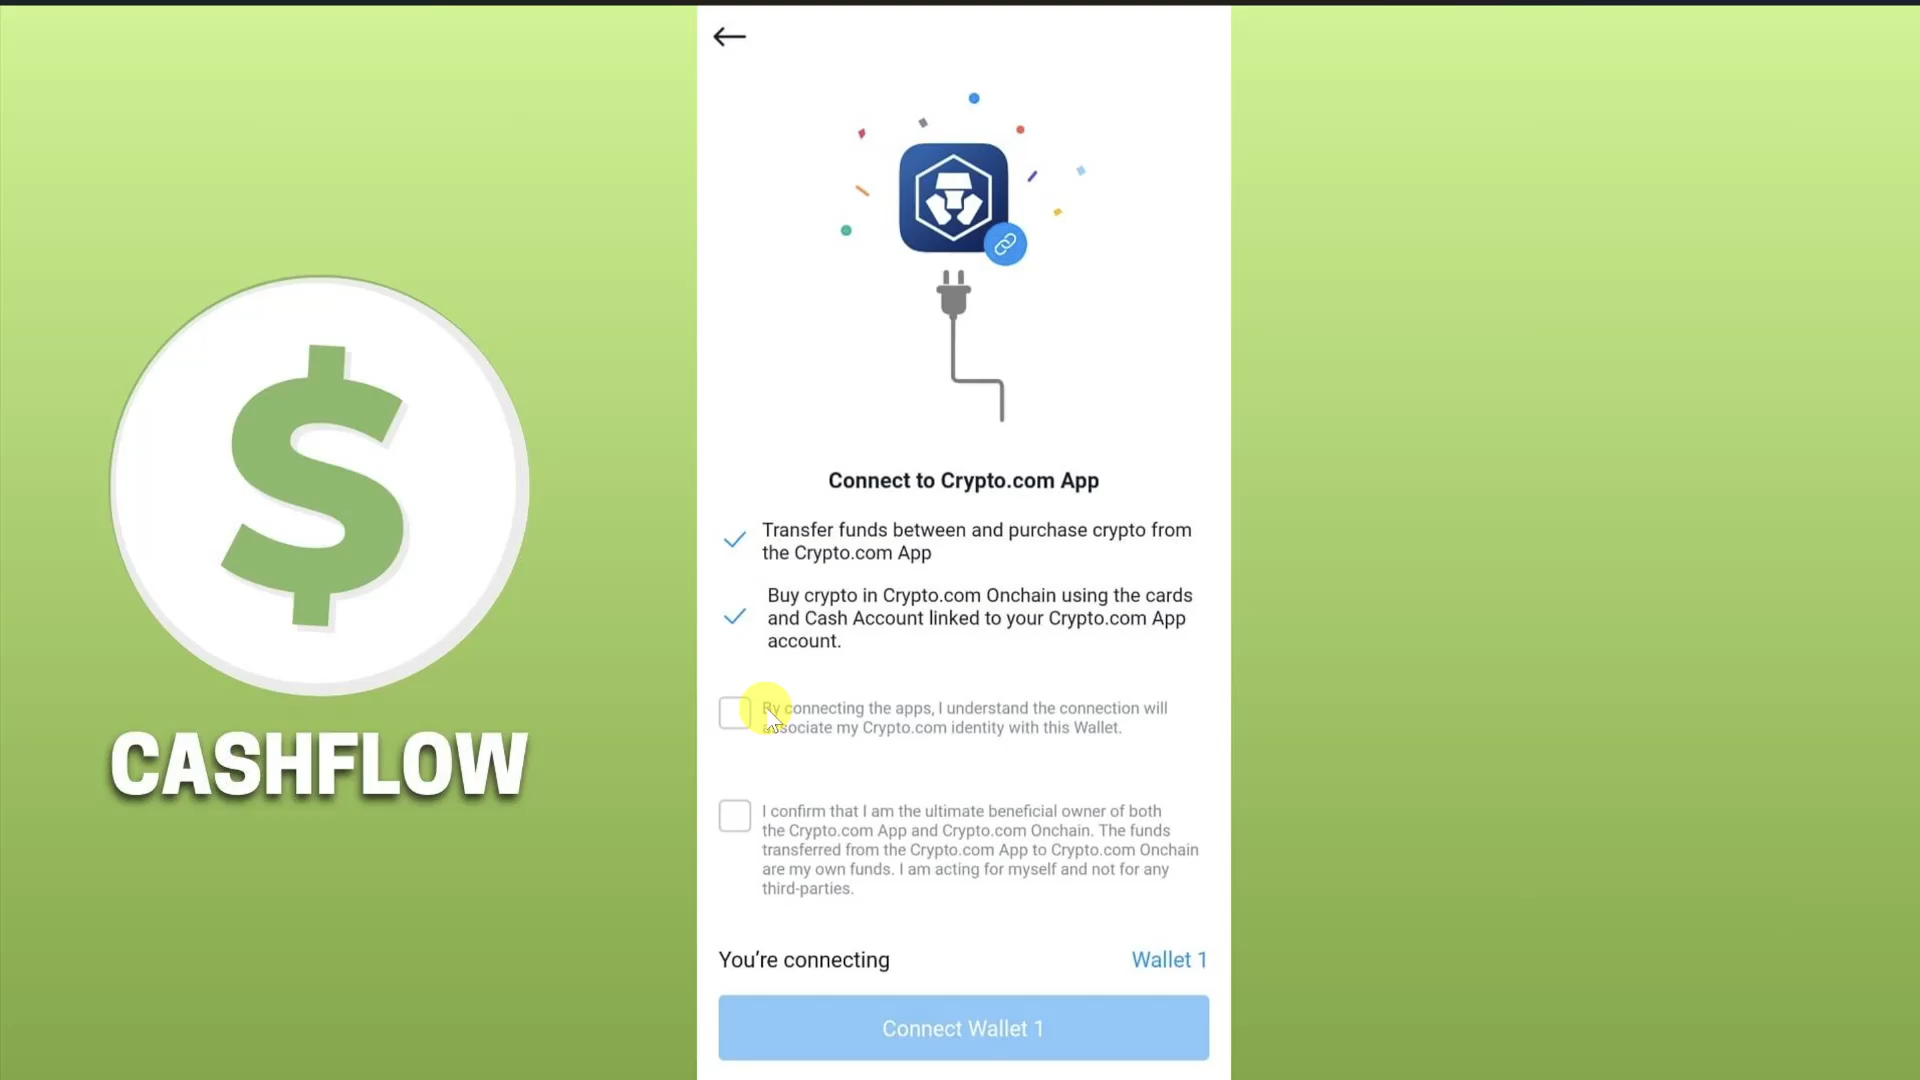 Connect to Crypto.com App
Transfer funds between and purchase crypto from
the Crypto.com App
Buy crypto in Crypto.com Onchain using the cards
and Cash Account linked to your Crypto.com App
account.
By connecting the apps, I understand the connection will
associate my Crypto.com identity with this Wallet.
I confirm that I am the ultimate beneficial owner of both
the Crypto.com App and Crypto.com Onchain. The funds
transferred from the Crypto.com App to Crypto.com Onchain
are my own funds. I am acting for myself and not for any
third-parties.
You're connecting
Wallet 1
Connect Wallet 1
$
CASHFLOW